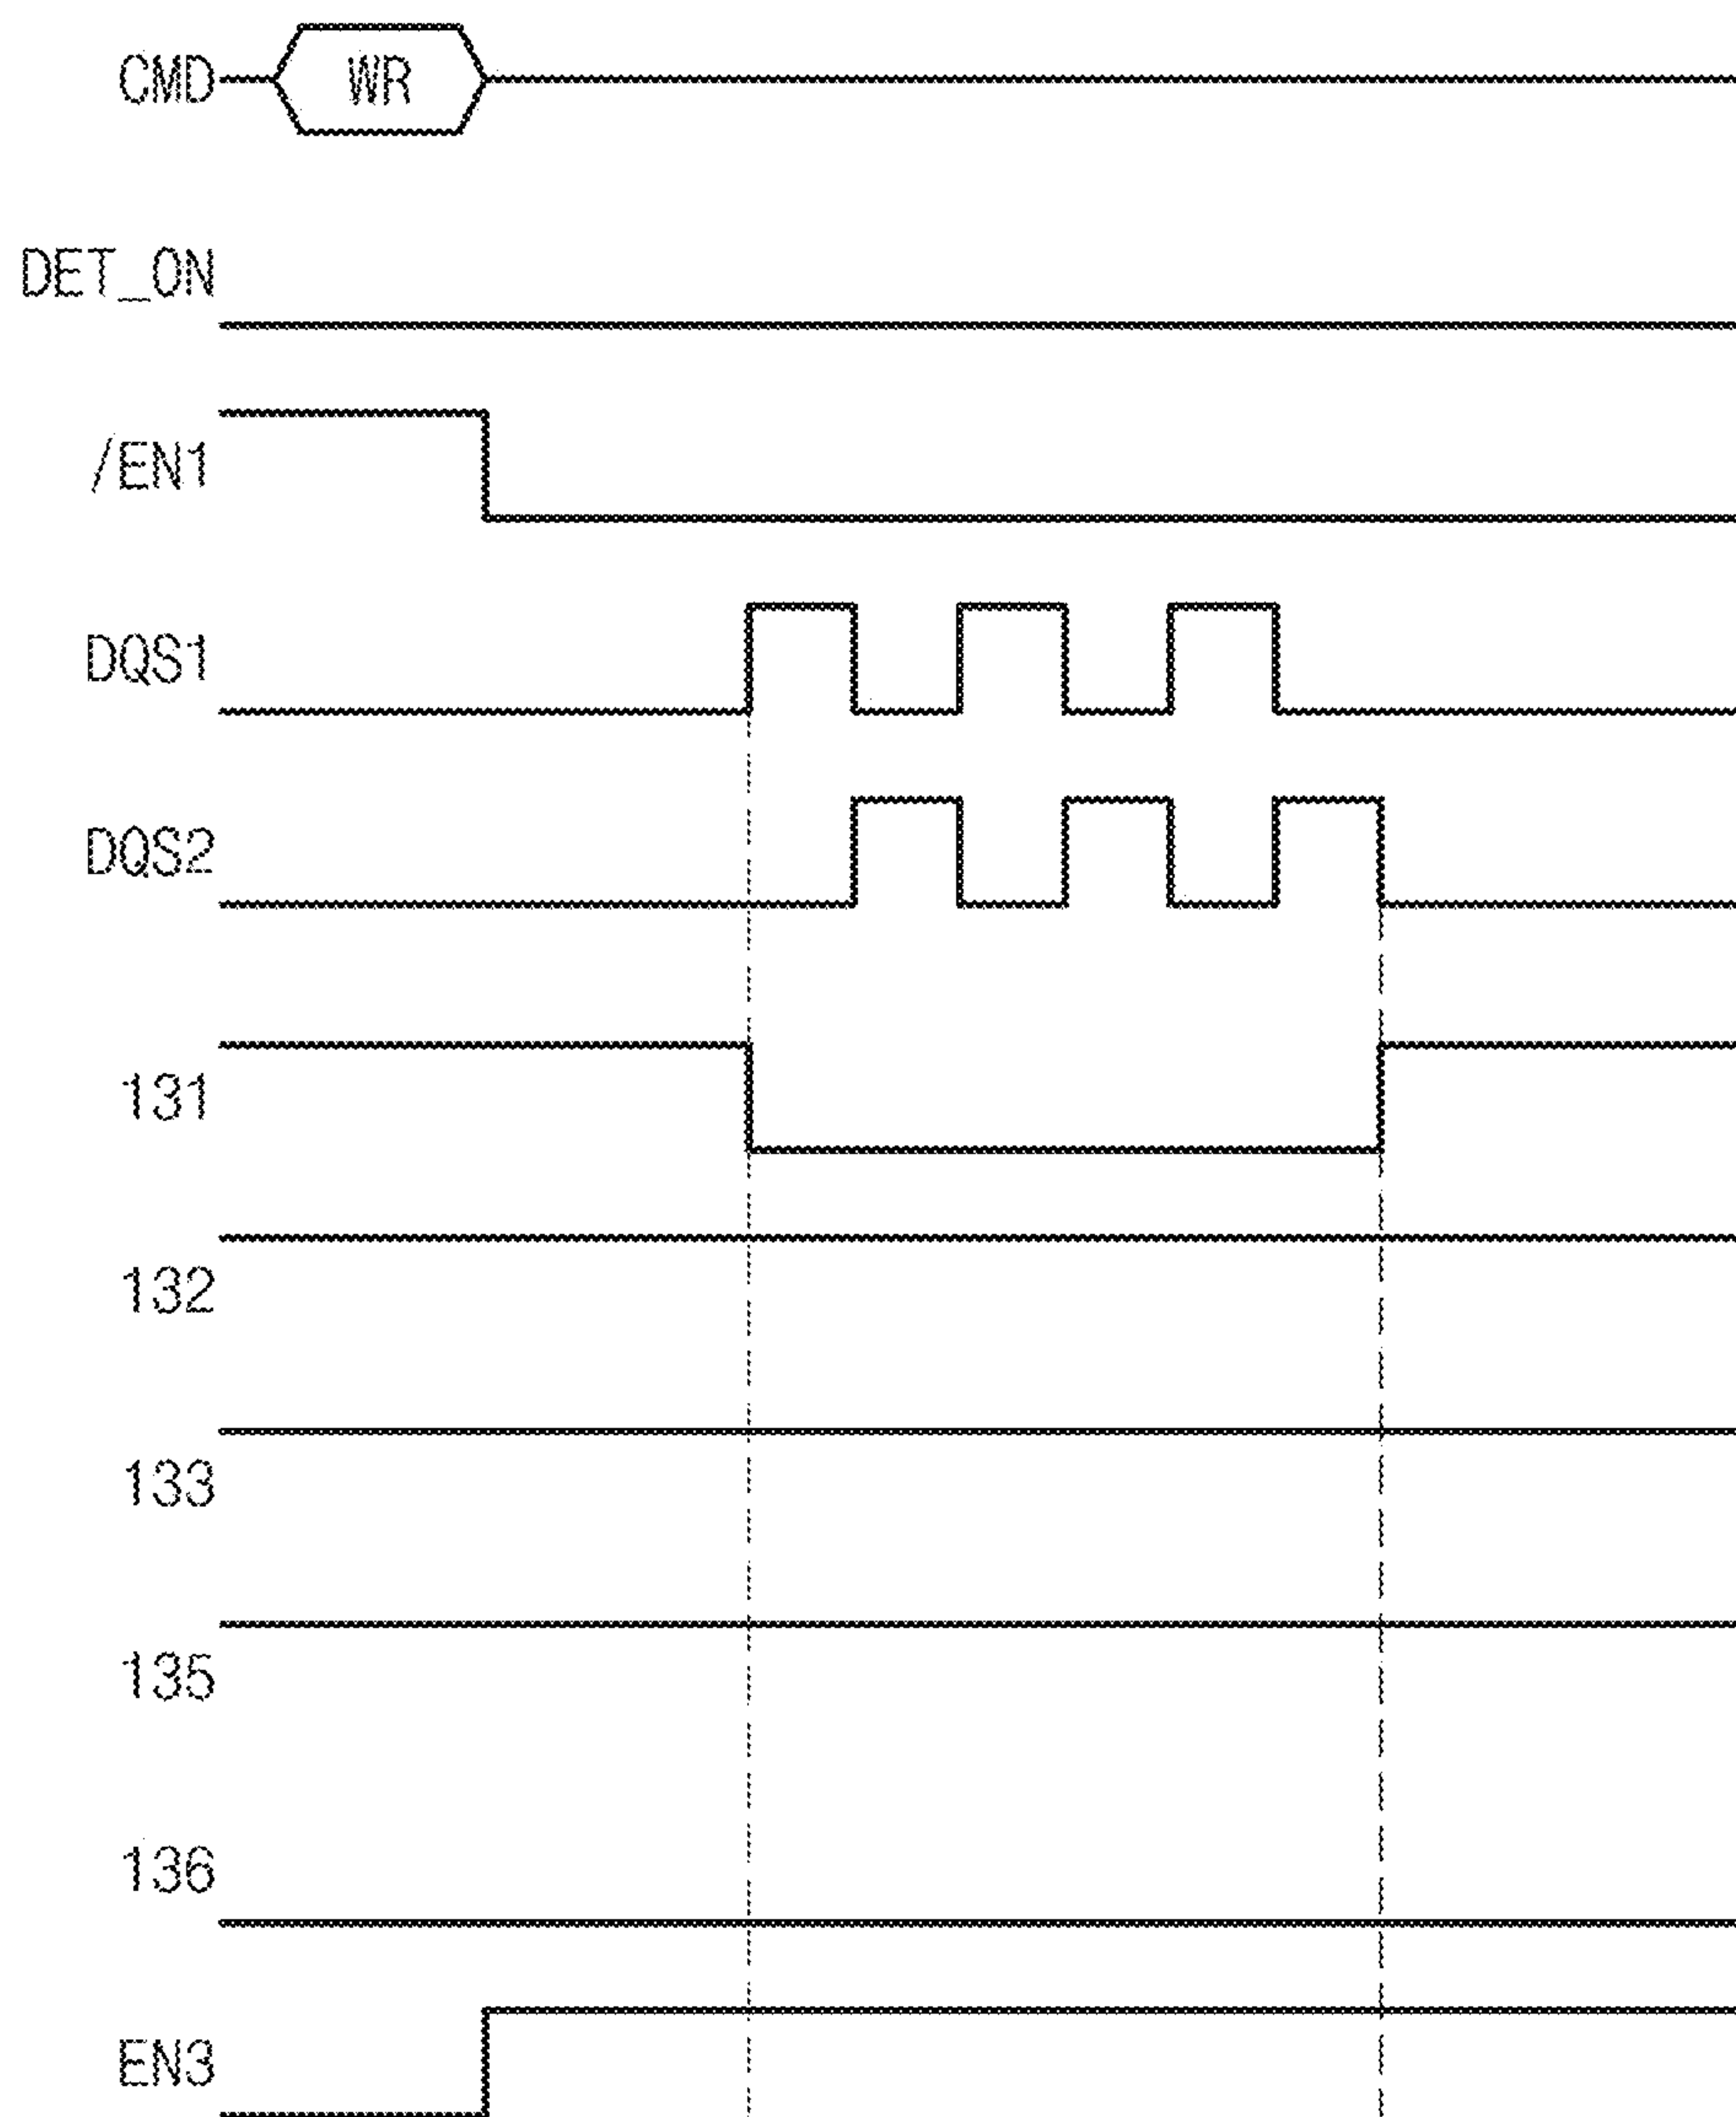 CMD WR
DET_ON
/EN1
DQS1
DQS2
131
132
133
135
136
EN3